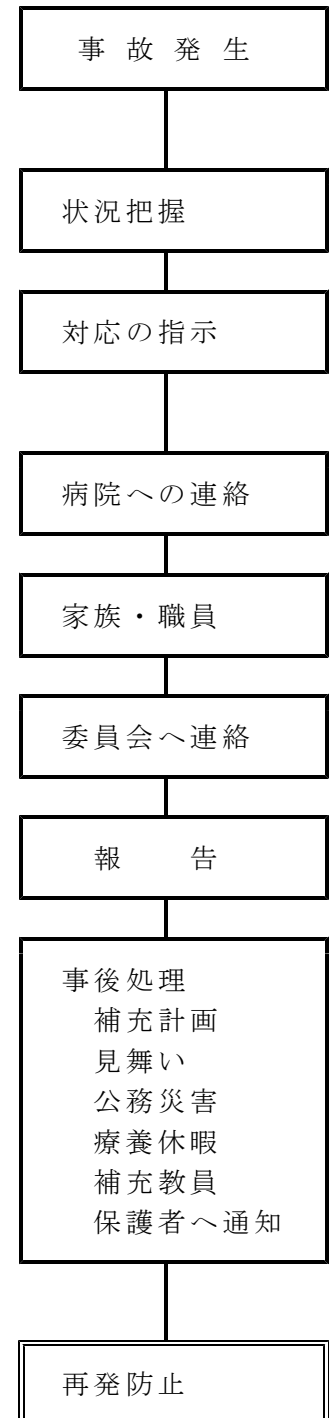 事故発生
状況把握
対応の指示
病院への連絡
家族・職員
委員会へ連絡
報　　告
事後処理
補充計画
見舞い
公務災害
療養休暇
補充教員
保護者へ通知
再発防止